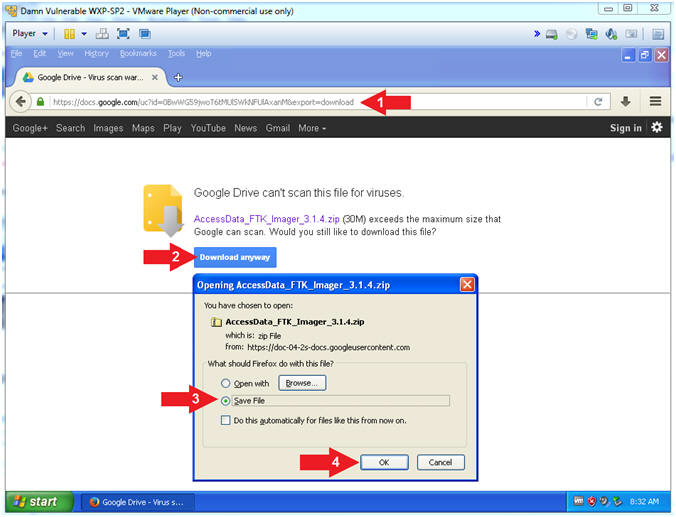 Damn Vulnerable WXP-SP2 - VMware Player (Non-commercial use only)
Player
File Edit View History Bookmarks Tools Help
Google Drive - Virus scan war...
https://docs.google.com/uc?id=0BwWG59jwoT6tMUlSWkNFUlAxanM&export=download
1
Google+ Search Images Maps Play YouTube News Gmail More
Sign in
Google Drive can't scan this file for viruses.
AccessData_FTK_Imager_3.1.4.zip (30M) exceeds the maximum size that
Google can scan. Would you still like to download this file?
2
Download anyway
Opening AccessData_FTK_Imager_3.1.4.zip
You have chosen to open:
AccessData_FTK_Imager_3.1.4.zip
which is: zip File
from: https://doc-04-2s-docs.googleusercontent.com
What should Firefox do with this file?
Open with Browse...
3
Save File
Do this automatically for files like this from now on.
4
OK Cancel
start
Google Drive - Virus s...
vm
8:32 AM